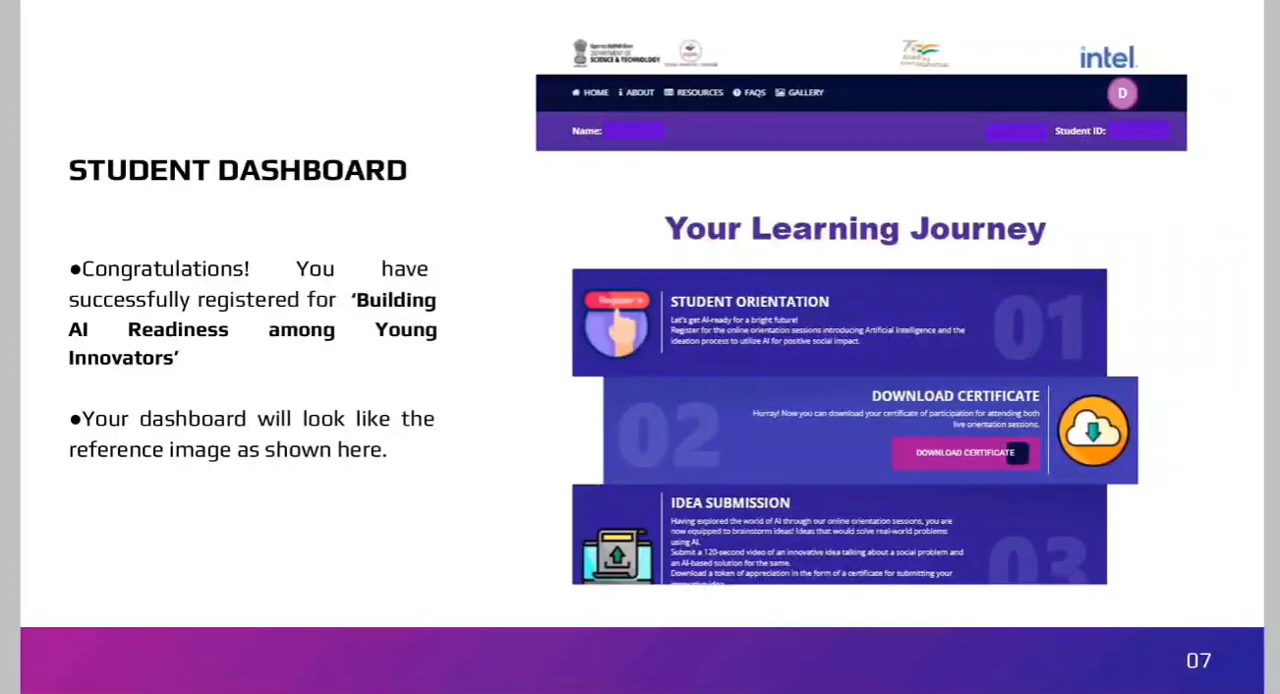 SCIENCE & TECHNOLOGY
intel.
HOME ABOUT RESOURCES FAQS GALLERY
D
Name:
Student ID:
STUDENT DASHBOARD
●Congratulations! You have
successfully registered for ‘Building
AI Readiness among Young
Innovators’
●Your dashboard will look like the
reference image as shown here.
Your Learning Journey
Register
STUDENT ORIENTATION
Let's get AI-ready for a bright future!
Register for the online orientation sessions introducing Artificial Intelligence and the
ideation process to utilize AI for positive social impact.
01
DOWNLOAD CERTIFICATE
Hurray! Now you can download your certificate of participation for attending both
live orientation sessions.
02
DOWNLOAD CERTIFICATE
IDEA SUBMISSION
Having explored the world of AI through our online orientation sessions, you are
now equipped to brainstorm ideas! Ideas that would solve real-world problems
using AI.
Submit a 120-second video of an innovative idea talking about a social problem and
an AI-based solution for the same.
Download a token of appreciation in the form of a certificate for submitting your
03
07